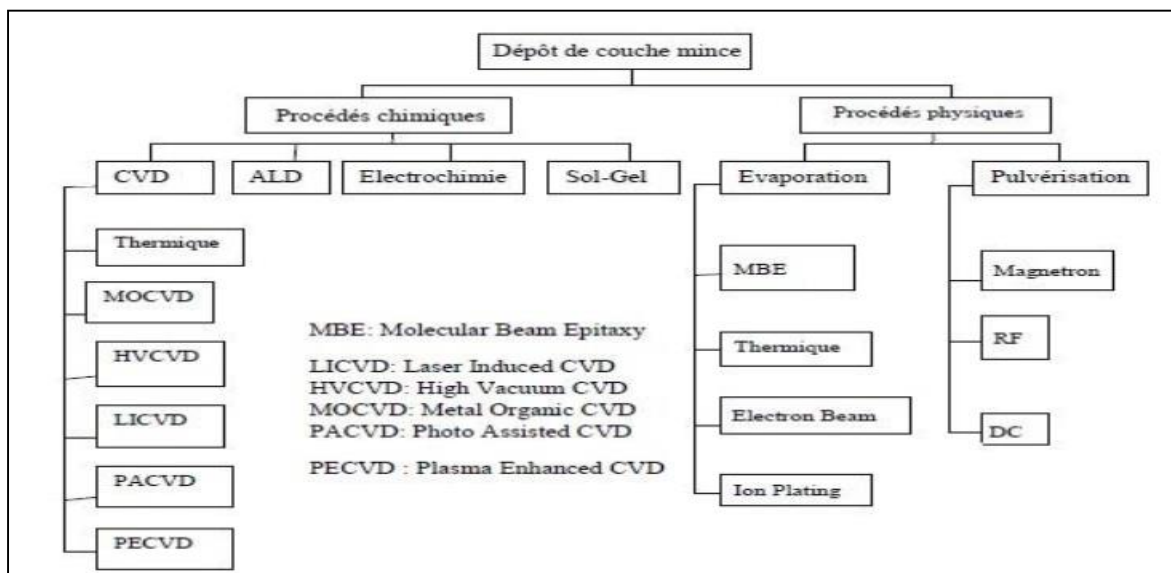 Dépôt de couche mince
Procédés chimiques
Procédés physiques
CVD
ALD
Electrochimie
Sol-Gel
Evaporation
Pulvérisation
Thermique
MOCVD
HVCVD
LICVD
PACVD
PECVD
MBE: Molecular Beam Epitaxy
LICVD: Laser Induced CVD
HVCVD: High Vacuum CVD
MOCVD: Metal Organic CVD
PACVD: Photo Assisted CVD
PECVD : Plasma Enhanced CVD
MBE
Thermique
Electron Beam
Ion Plating
Magnetron
RF
DC